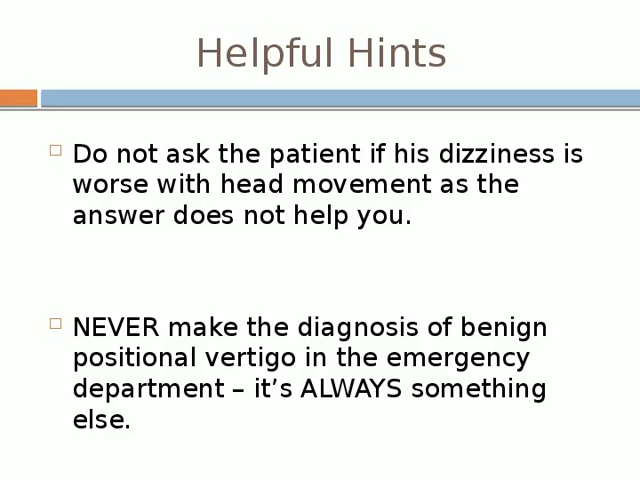 Helpful Hints
Do not ask the patient if his dizziness is
worse with head movement as the
answer does not help you.
NEVER make the diagnosis of benign
positional vertigo in the emergency
department – it’s ALWAYS something
else.